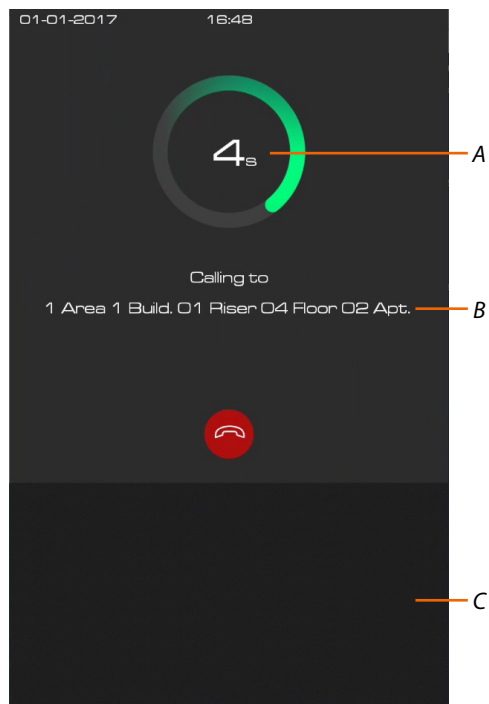 01-01-2017 16:48
4s
A
Calling to
1 Area 1 Build. 01 Riser 04 Floor 02 Apt.
B
C